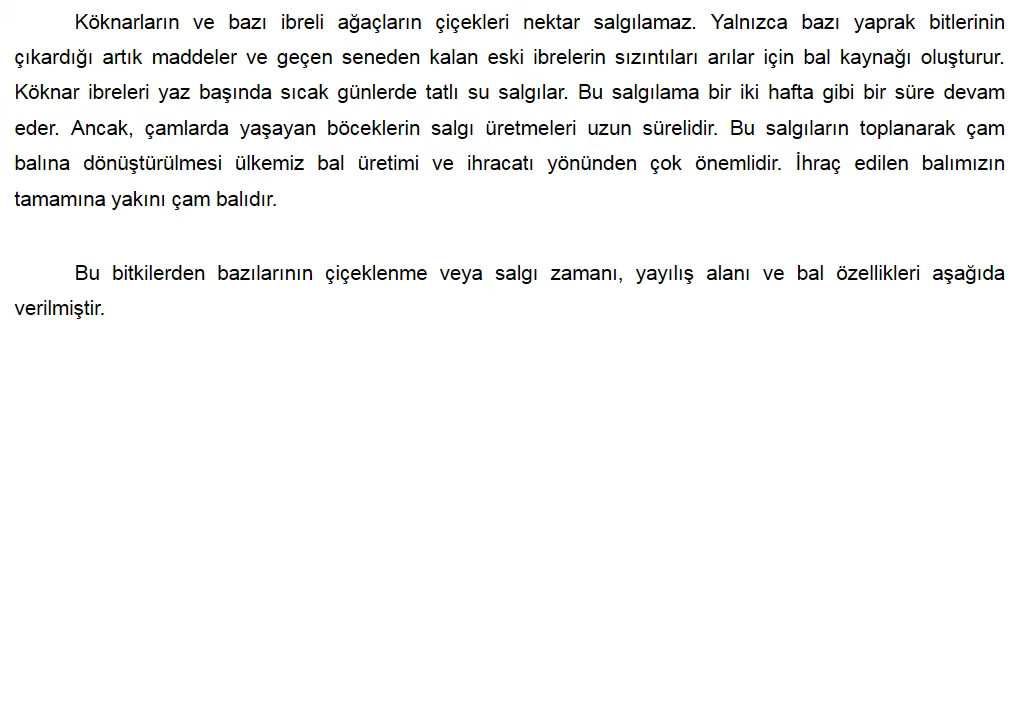 Köknarların ve bazı ibreli ağaçların çiçekleri nektar salgılamaz. Yalnızca bazı yaprak bitlerinin
çıkardığı artık maddeler ve geçen seneden kalan eski ibrelerin sızıntıları arılar için bal kaynağı oluşturur.
Köknar ibreleri yaz başında sıcak günlerde tatlı su salgılar. Bu salgılama bir iki hafta gibi bir süre devam
eder. Ancak, çamlarda yaşayan böceklerin salgı üretmeleri uzun sürelidir. Bu salgıların toplanarak çam
balına dönüştürülmesi ülkemiz bal üretimi ve ihracatı yönünden çok önemlidir. İhraç edilen balımızın
tamamına yakını çam balıdır.
Bu bitkilerden bazılarının çiçeklenme veya salgı zamanı, yayılış alanı ve bal özellikleri aşağıda
verilmiştir.